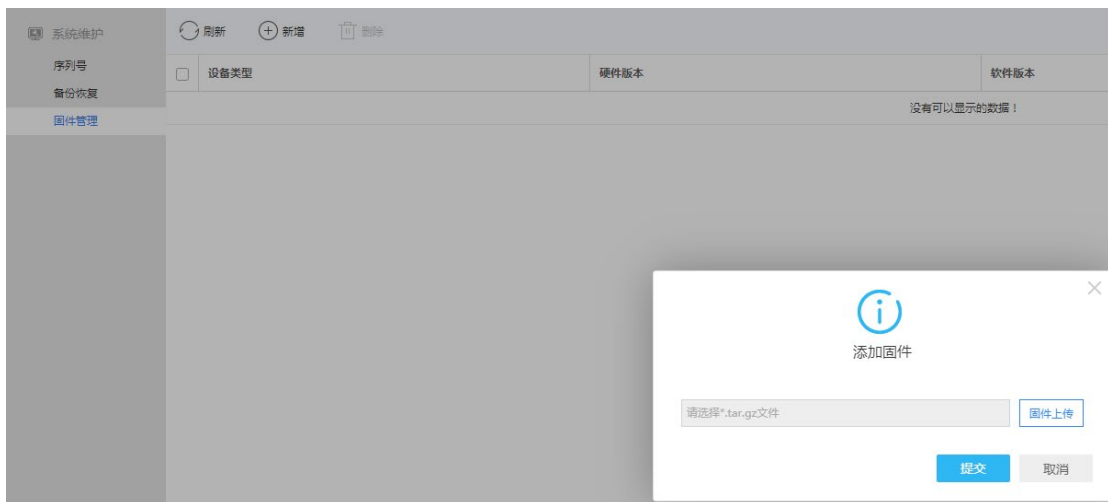 系统维护
序列号
备份恢复
固件管理
刷新 新增 删除
设备类型 硬件版本 软件版本
没有可以显示的数据！
添加固件
请选择*.tar.gz文件 固件上传
提交 取消